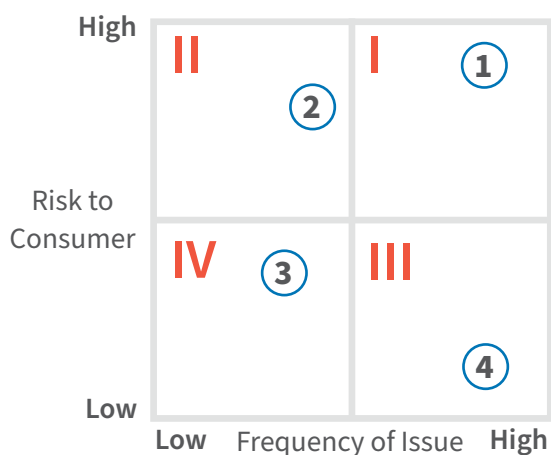 High
II
I
1
2
Risk to
Consumer
IV
3
III
4
Low
Low Frequency of Issue High